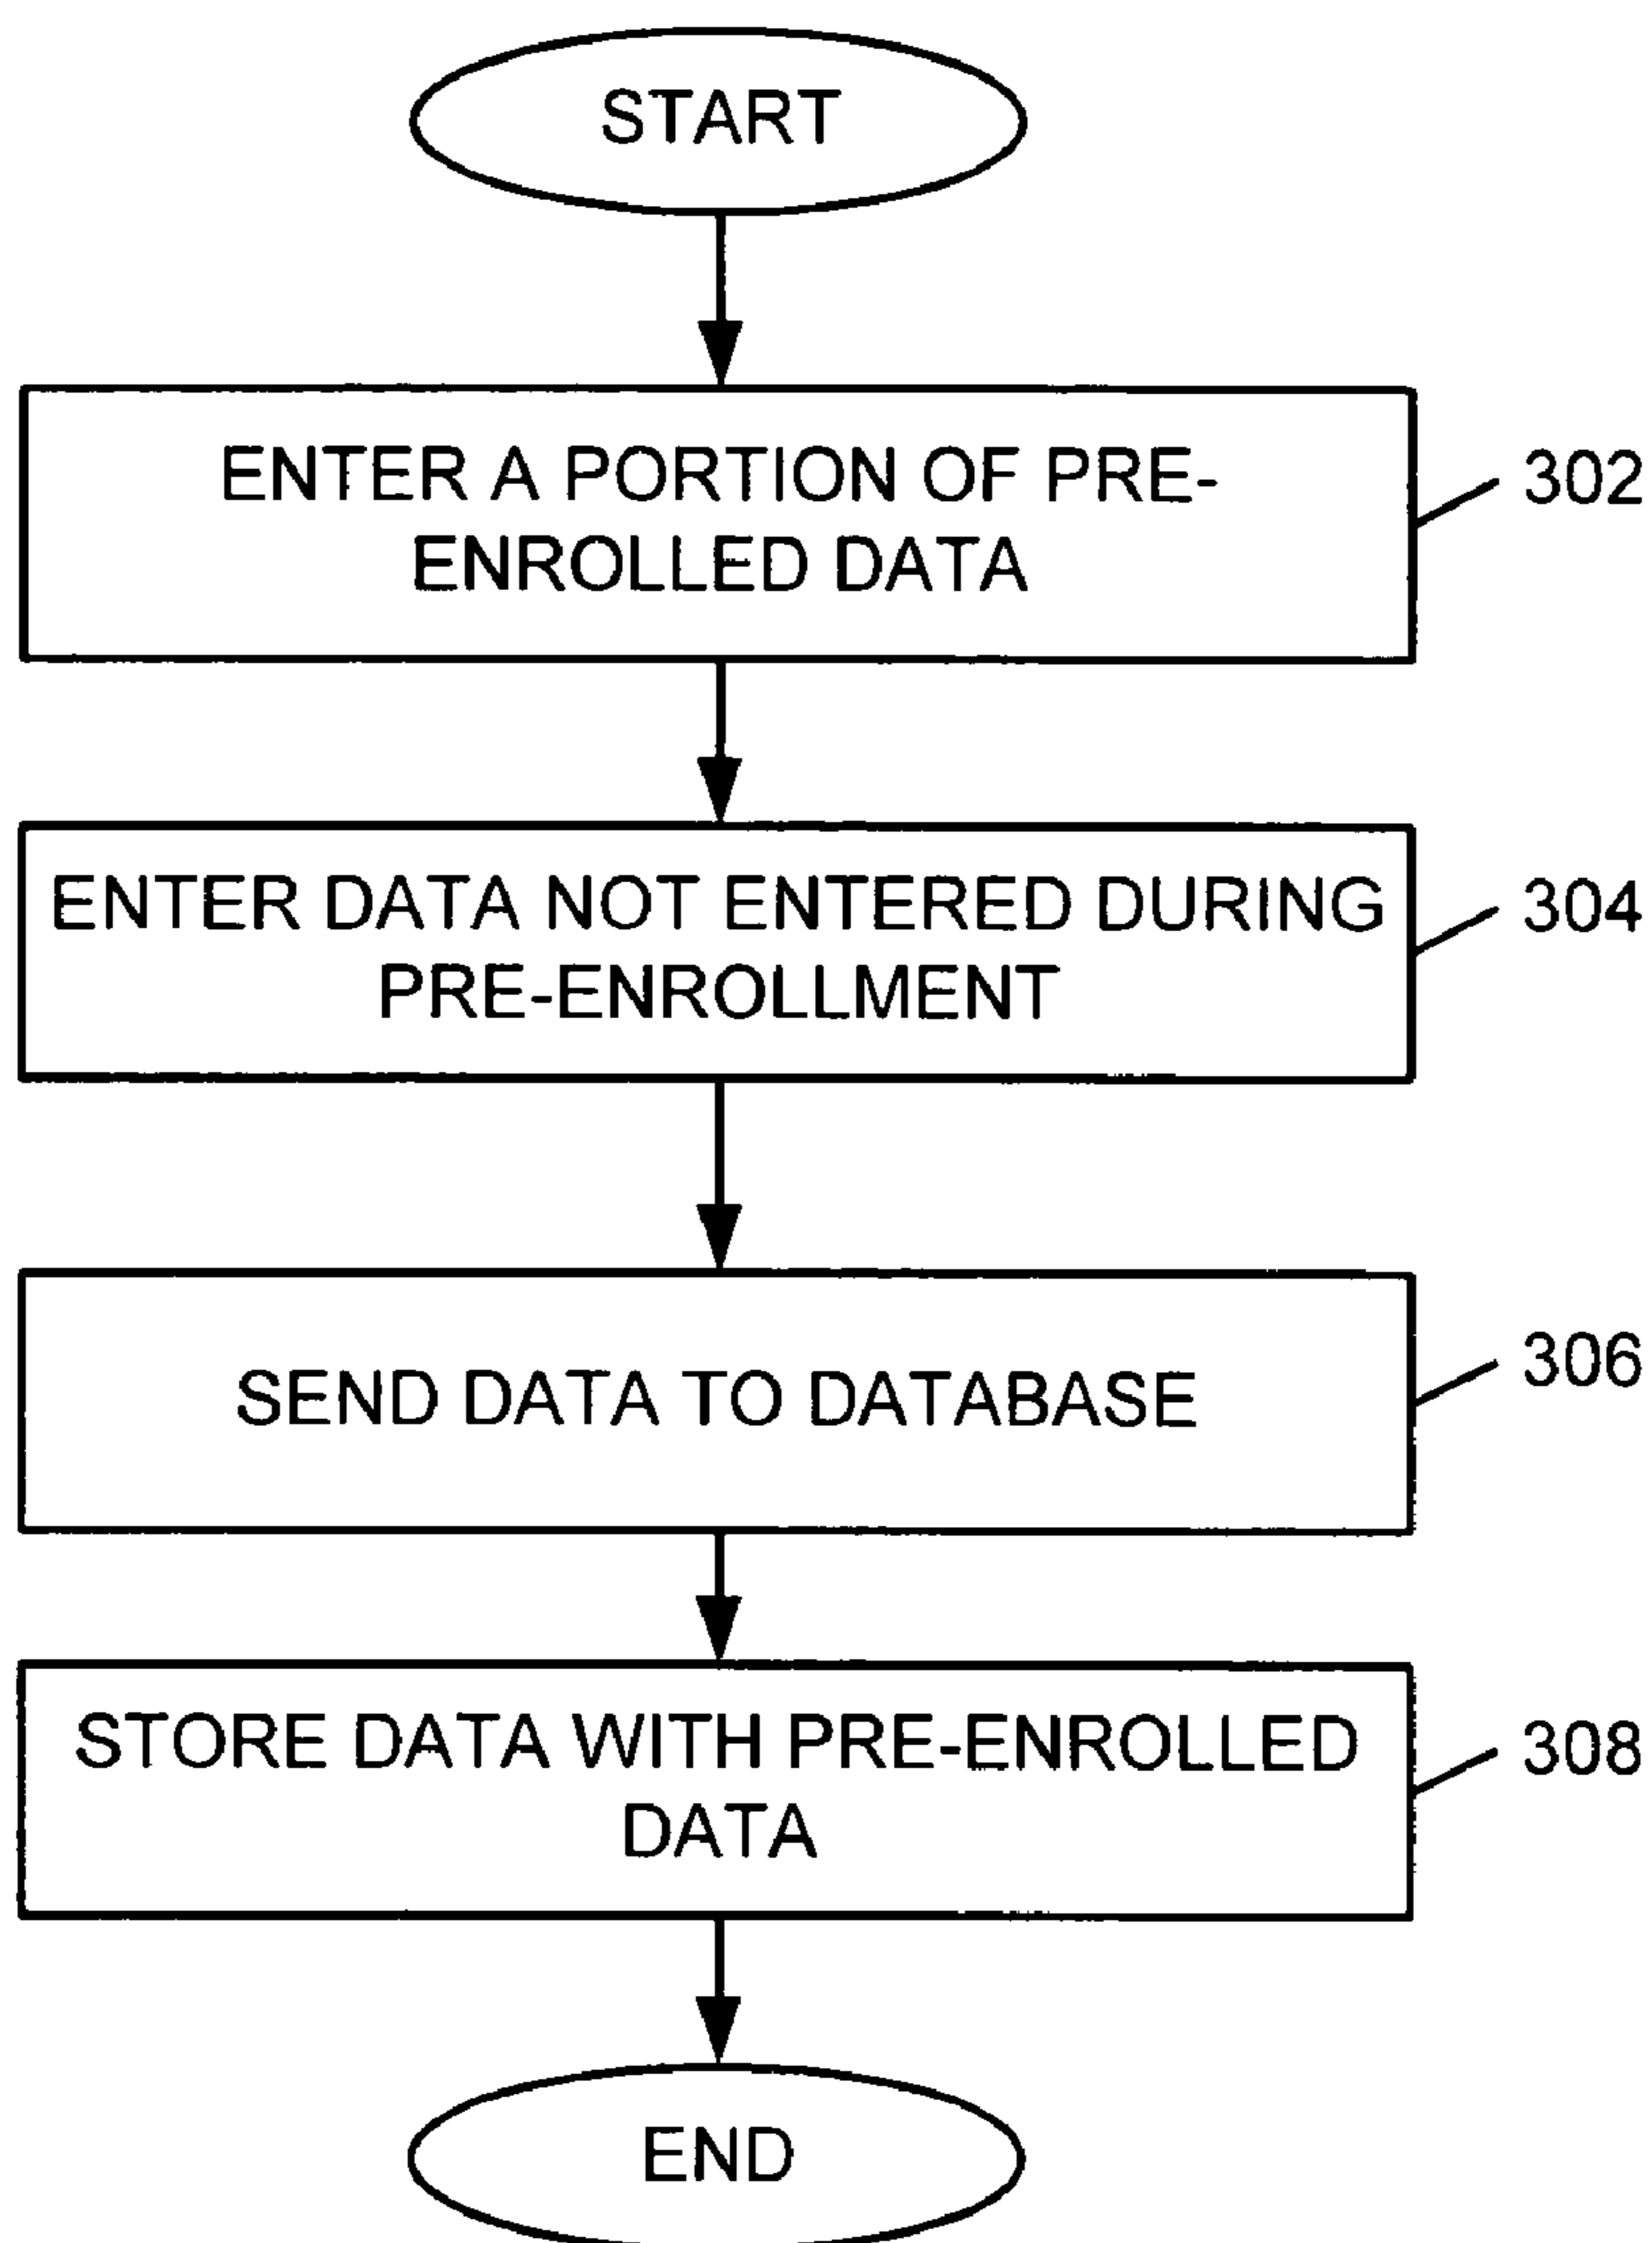 START
ENTER A PORTION OF PRE-
ENROLLED DATA
302
ENTER DATA NOT ENTERED DURING
PRE-ENROLLMENT
304
SEND DATA TO DATABASE
306
STORE DATA WITH PRE-ENROLLED
DATA
308
END